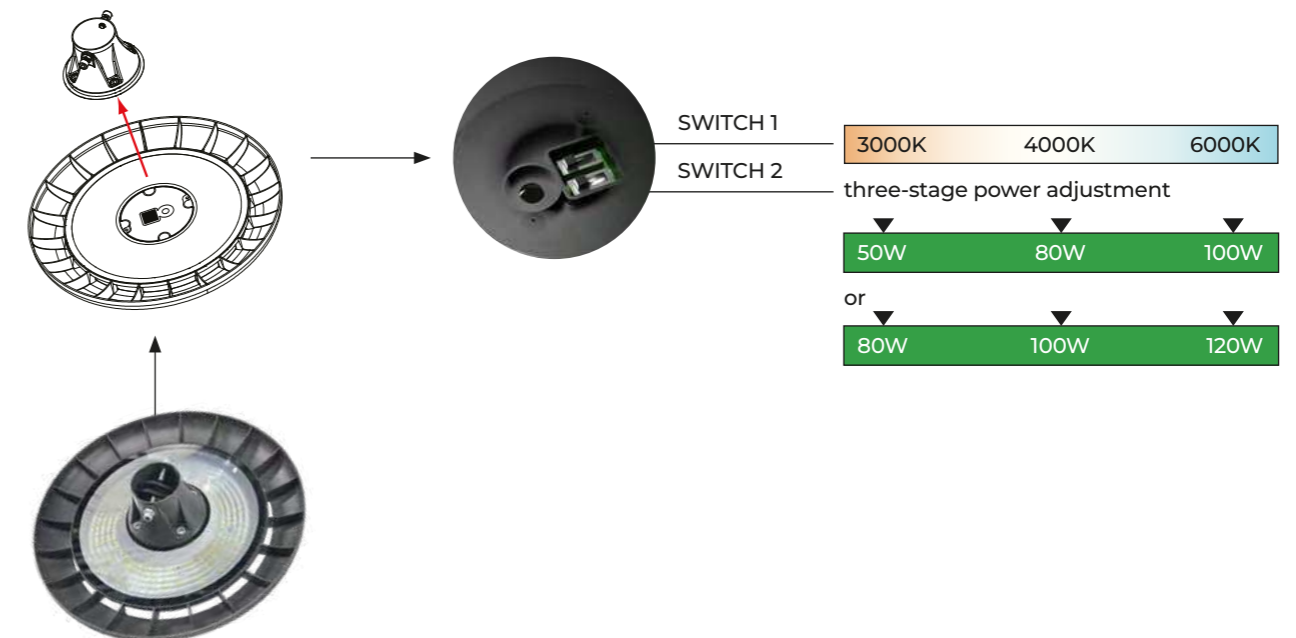 SWITCH 1
3000K 4000K 6000K
SWITCH 2
three-stage power adjustment
50W 80W 100W
or
80W 100W 120W